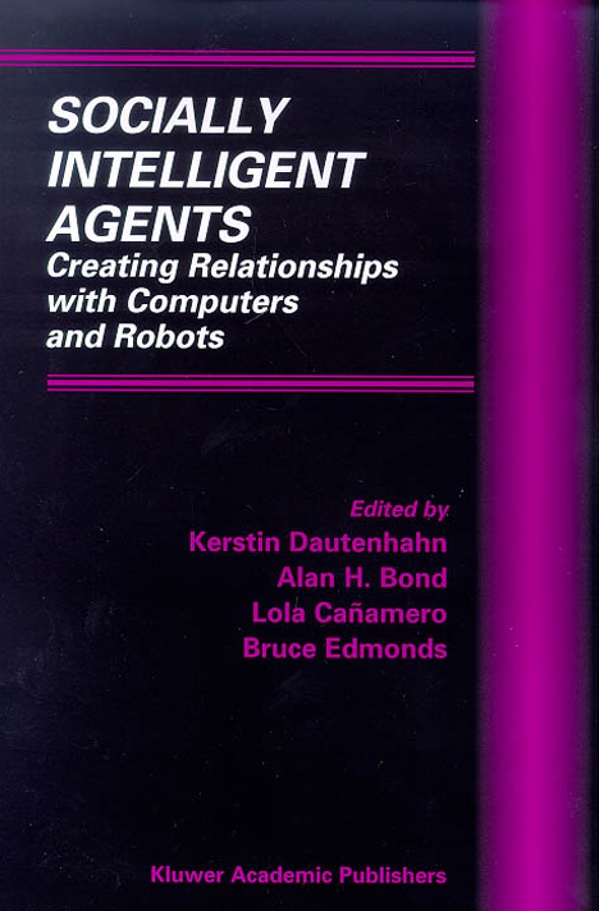 SOCIALLY
INTELLIGENT
AGENTS
Creating Relationships
with Computers
and Robots
Edited by
Kerstin Dautenhahn
Alan H. Bond
Lola Cañamero
Bruce Edmonds
Kluwer Academic Publishers